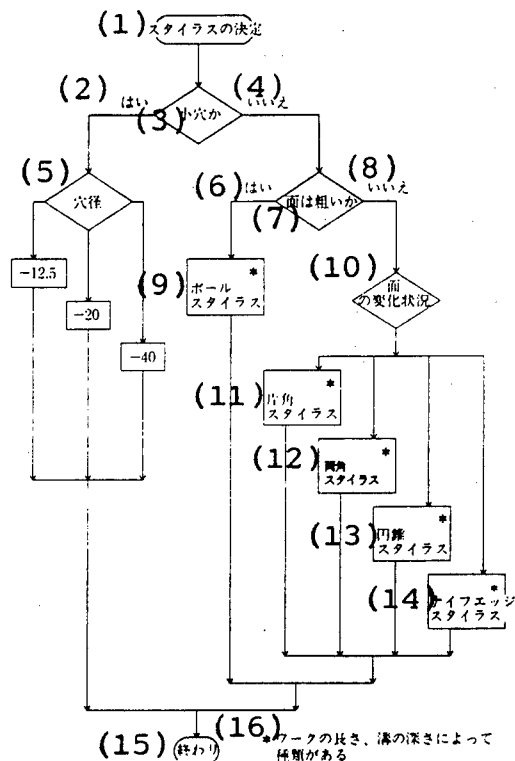 (1) スタイラスの決定
(2) はい
(3) 小穴か
(4) いいえ
(5) 穴径
(6) はい
(7) 面は粗いか
(8) いいえ
-12.5
-20
-40
(9) ボール *
スタイラス
(10) 面
の変化状況
(11) 片角 *
スタイラス
(12) 両角 *
スタイラス
(13) 円錐 *
スタイラス
(14) ナイフエッジ *
スタイラス
(15) 終わり
(16) *ワークの長さ、溝の深さによって
種類がある